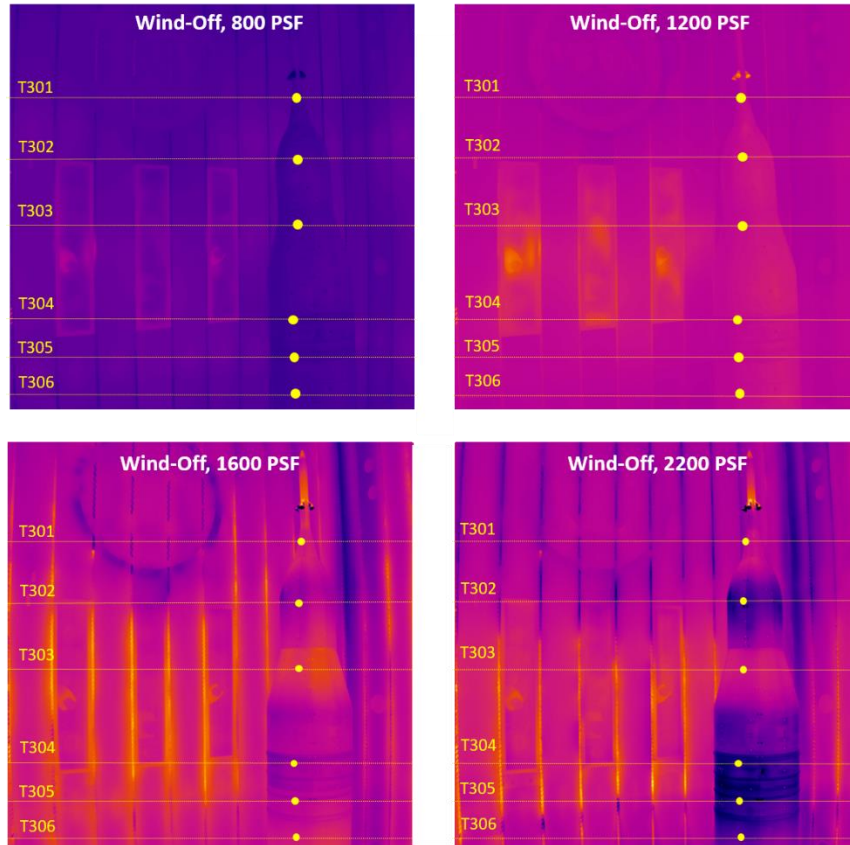 Wind-Off, 800 PSF
T301
T302
T303
T304
T305
T306
Wind-Off, 1200 PSF
T301
T302
T303
T304
T305
T306
Wind-Off, 1600 PSF
T301
T302
T303
T304
T305
T306
Wind-Off, 2200 PSF
T301
T302
T303
T304
T305
T306